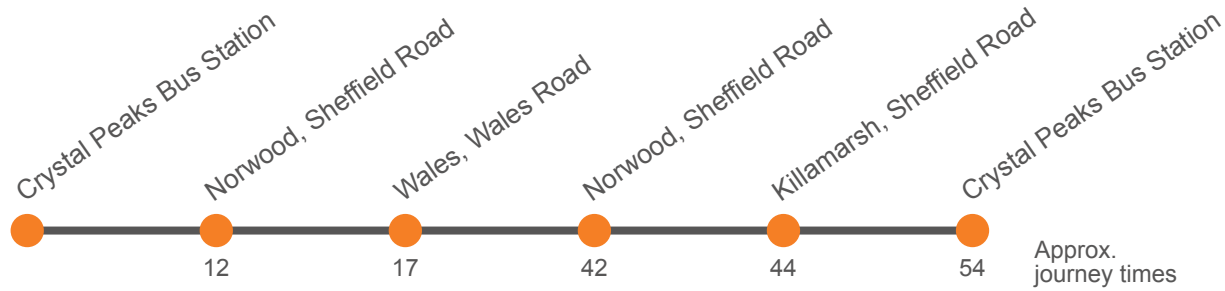 Crystal Peaks Bus Station
Norwood, Sheffield Road
Wales, Wales Road
Norwood, Sheffield Road
Killamarsh, Sheffield Road
Crystal Peaks Bus Station
12
17
42
44
54
Approx.
journey times